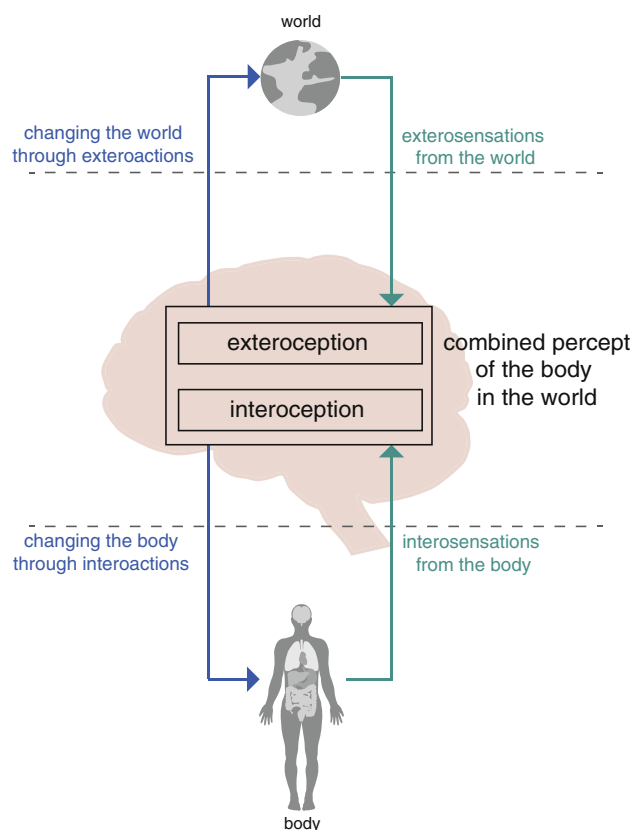 world
changing the world
through exteroactions
exterosensations
from the world
exteroception
interoception
combined percept
of the body
in the world
changing the body
through interoactions
interosensations
from the body
body